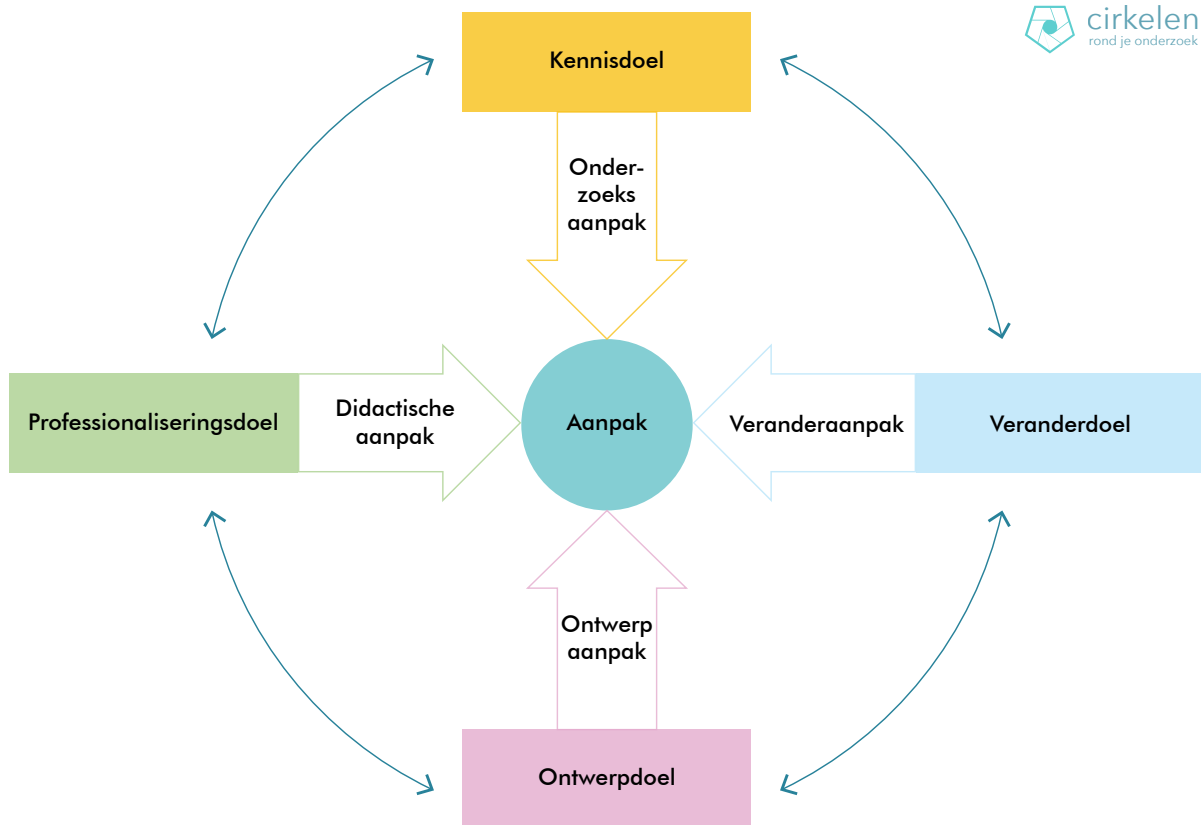 cirkelen
rond je onderzoek
Kennisdoel
Onder-
zoeks
aanpak
Professionaliseringsdoel
Didactische
aanpak
Aanpak
Veranderaanpak
Veranderdoel
Ontwerp
aanpak
Ontwerpdoel